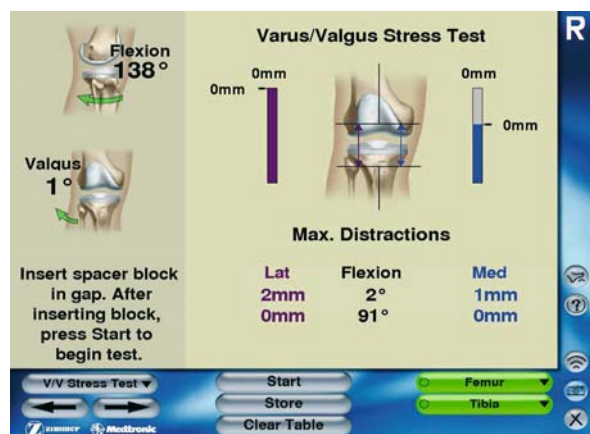 Flexion
138°
Valgus
1°
Insert spacer block
in gap. After
inserting block,
press Start to
begin test.
Varus/Valgus Stress Test
R
0mm
0mm
0mm
0mm
Max. Distractions
Lat Flexion Med
2mm 2° 1mm
0mm 91° 0mm
V/V Stress Test
Start
Store
Clear Table
Femur
Tibia
zimmer Medtronic